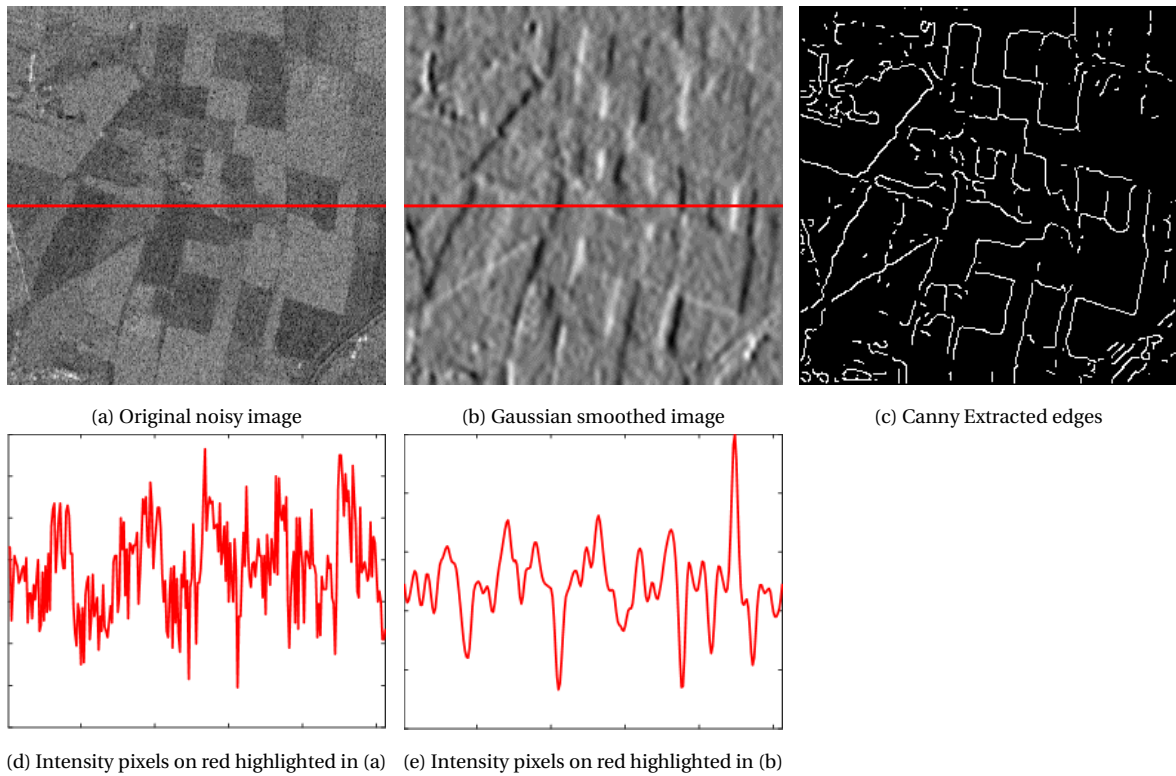 (a) Original noisy image
(b) Gaussian smoothed image
(c) Canny Extracted edges
(d) Intensity pixels on red highlighted in (a)
(e) Intensity pixels on red highlighted in (b)